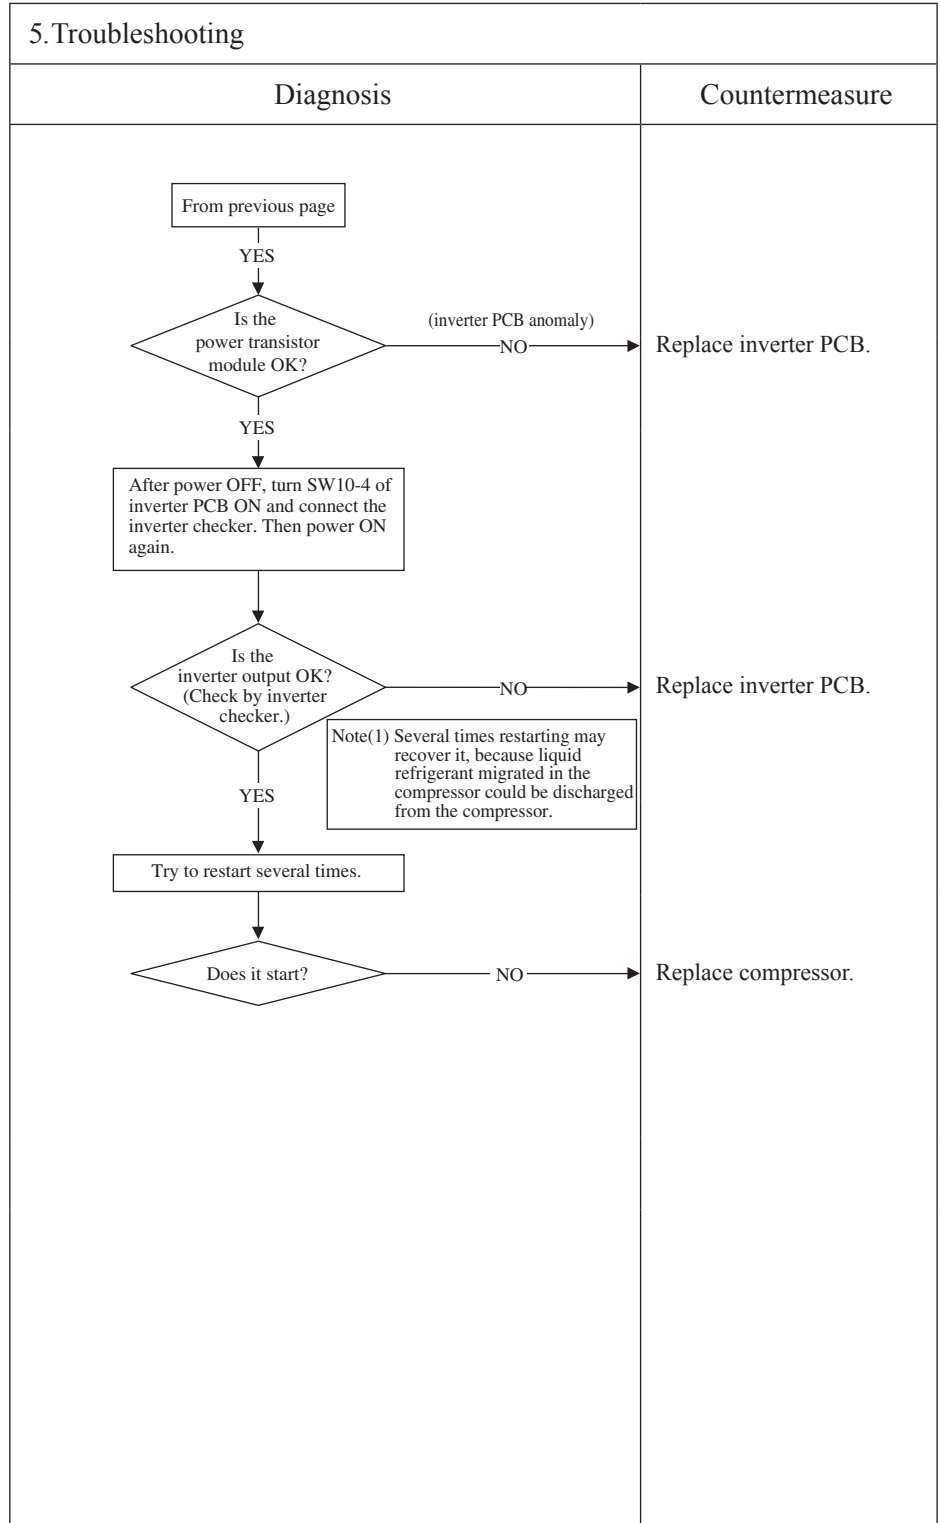 5.Troubleshooting
Diagnosis
Countermeasure
From previous page
YES
Is the
power transistor
module OK?
(inverter PCB anomaly)
NO
Replace inverter PCB.
YES
After power OFF, turn SW10-4 of
inverter PCB ON and connect the
inverter checker. Then power ON
again.
Is the
inverter output OK?
(Check by inverter
checker.)
NO
Replace inverter PCB.
Note(1) Several times restarting may
recover it, because liquid
refrigerant migrated in the
compressor could be discharged
from the compressor.
YES
Try to restart several times.
Does it start?
NO
Replace compressor.